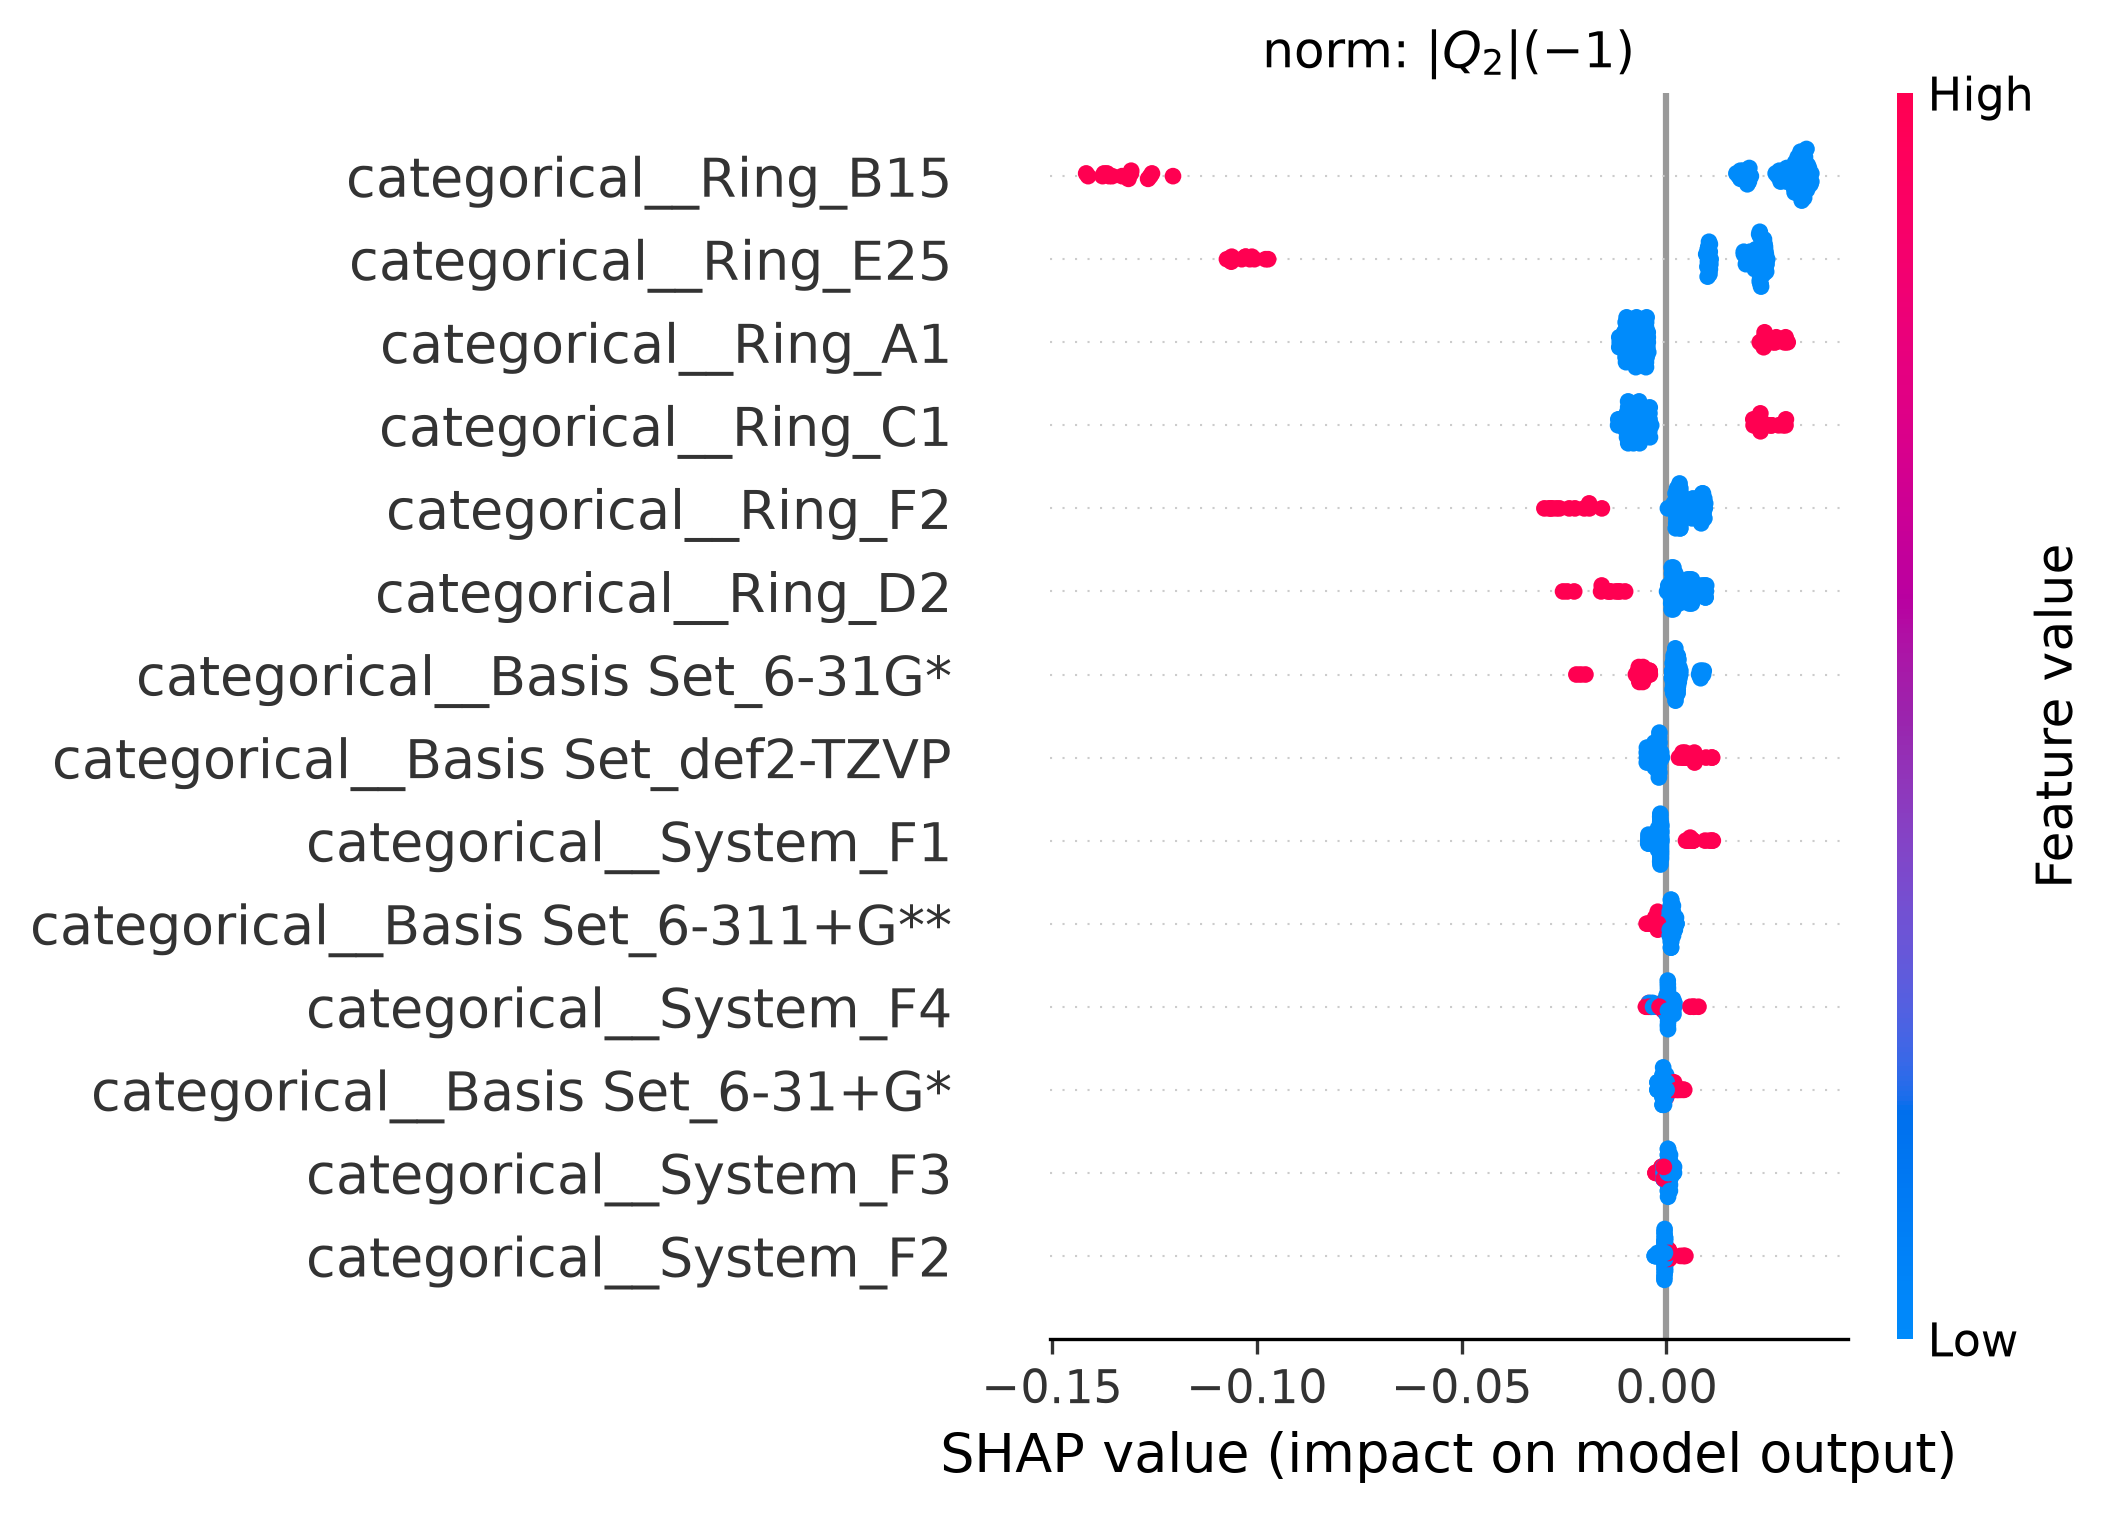 norm: |Q₂|(−1)
High
categorical__Ring_B15
categorical__Ring_E25
categorical__Ring_A1
categorical__Ring_C1
categorical__Ring_F2
categorical__Ring_D2
categorical__Basis Set_6-31G*
categorical__Basis Set_def2-TZVP
categorical__System_F1
categorical__Basis Set_6-311+G**
categorical__System_F4
categorical__Basis Set_6-31+G*
categorical__System_F3
categorical__System_F2
Feature value
Low
−0.15 −0.10 −0.05 0.00
SHAP value (impact on model output)